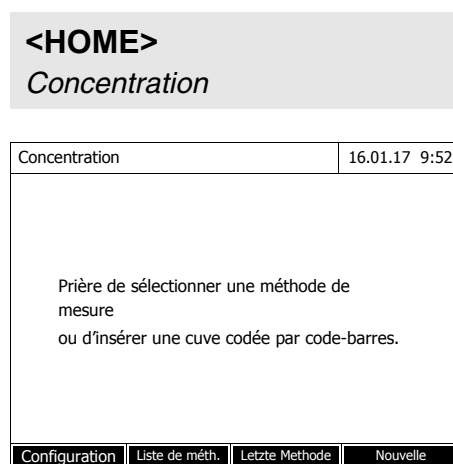 <HOME>
Concentration
Concentration 16.01.17 9:52
Prière de sélectionner une méthode de
mesure
ou d'insérer une cuve codée par code-barres.
Configuration Liste de méth. Letzte Methode Nouvelle